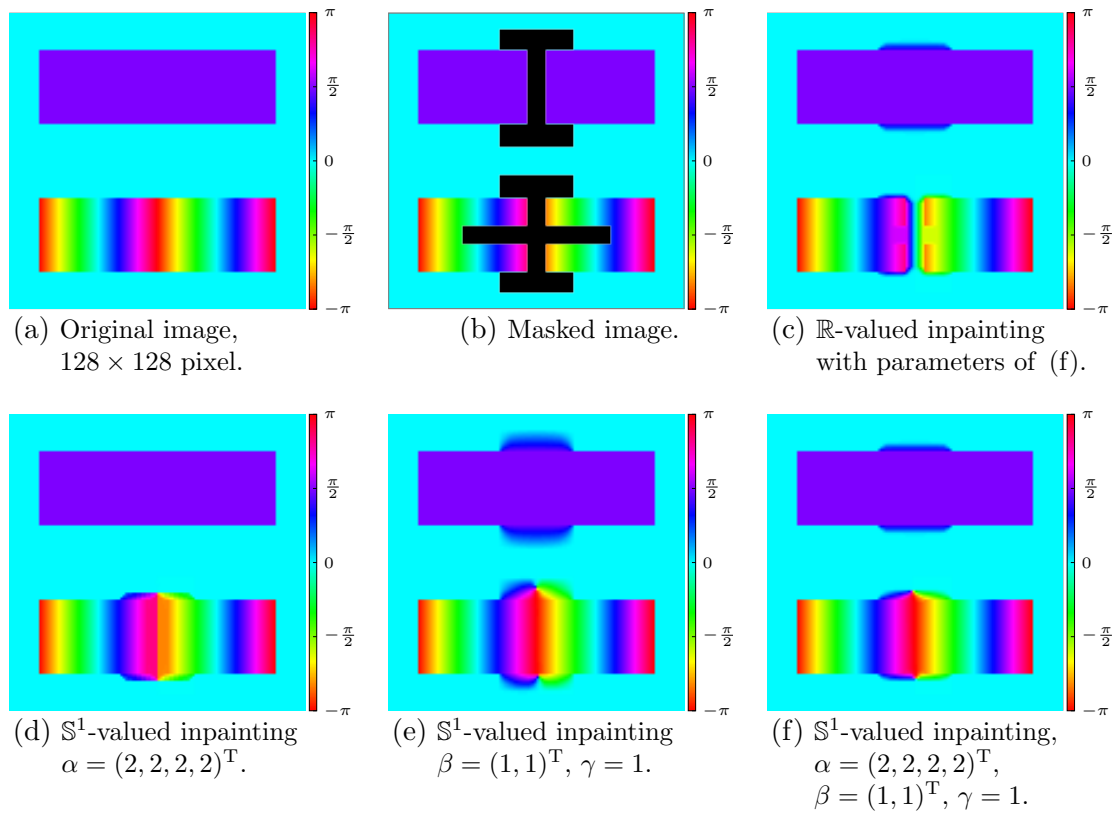 π
π/2
0
−π/2
−π
π
π/2
0
−π/2
−π
π
π/2
0
−π/2
−π
(a) Original image,
128 × 128 pixel.
(b) Masked image.
(c) ℝ-valued inpainting
with parameters of (f).
π
π/2
0
−π/2
−π
π
π/2
0
−π/2
−π
π
π/2
0
−π/2
−π
(d) 𝕊¹-valued inpainting
α = (2, 2, 2, 2)ᵀ.
(e) 𝕊¹-valued inpainting
β = (1, 1)ᵀ, γ = 1.
(f) 𝕊¹-valued inpainting,
α = (2, 2, 2, 2)ᵀ,
β = (1, 1)ᵀ, γ = 1.